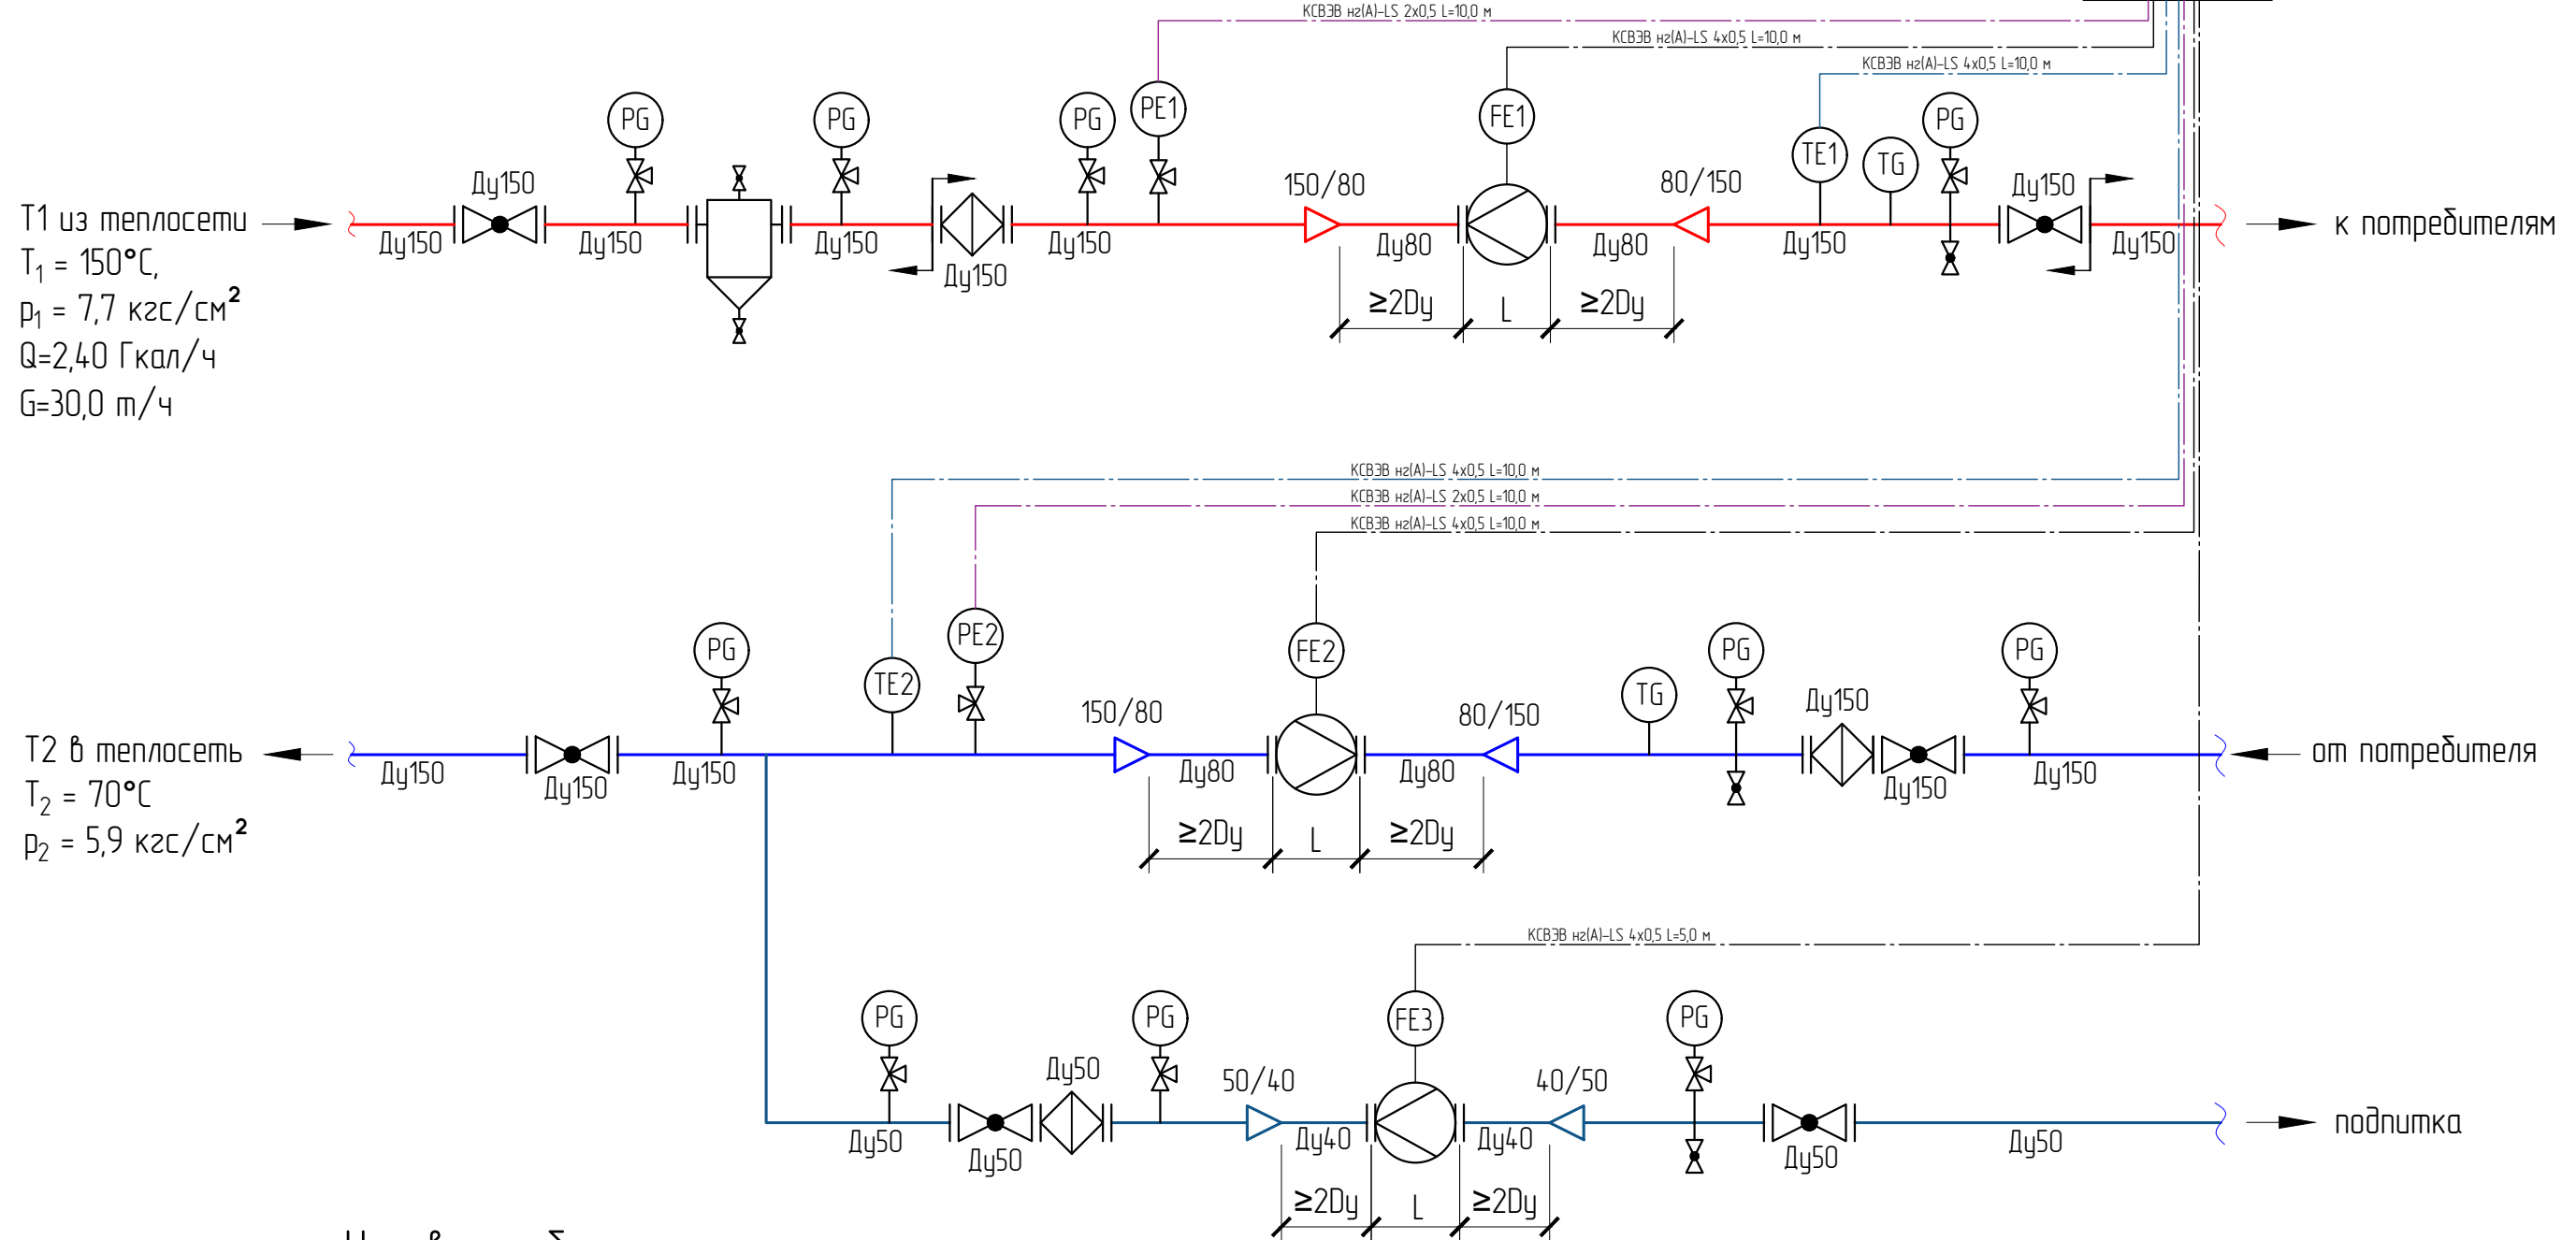 КСВЭВ нг(А)-LS 2х0,5 L=10,0 м
КСВЭВ нг(А)-LS 4х0,5 L=10,0 м
КСВЭВ нг(А)-LS 4х0,5 L=10,0 м
PG PG PG PE1 FE1 TE1 TG PG
Ду150 150/80 80/150 Ду150
Т1 из теплосети
к потребителям
Ду150 Ду150 Ду150 Ду150 Ду150 Ду80 Ду80 Ду150 Ду150
T1 = 150°C,
p1 = 7,7 кгс/см²
Q=2,40 Гкал/ч
G=30,0 т/ч
≥2Dy L ≥2Dy
КСВЭВ нг(А)-LS 4х0,5 L=10,0 м
КСВЭВ нг(А)-LS 2х0,5 L=10,0 м
КСВЭВ нг(А)-LS 4х0,5 L=10,0 м
PG TE2 PE2 FE2 TG PG PG
150/80 80/150 Ду150
Т2 в теплосеть
от потребителя
Ду150 Ду150 Ду150 Ду80 Ду80 Ду150 Ду150
T2 = 70°C
p2 = 5,9 кгс/см²
≥2Dy L ≥2Dy
КСВЭВ нг(А)-LS 4х0,5 L=5,0 м
PG PG FE3 PG
Ду50 50/40 40/50
подпитка
Ду50 Ду50 Ду40 Ду40 Ду50 Ду50
≥2Dy L ≥2Dy